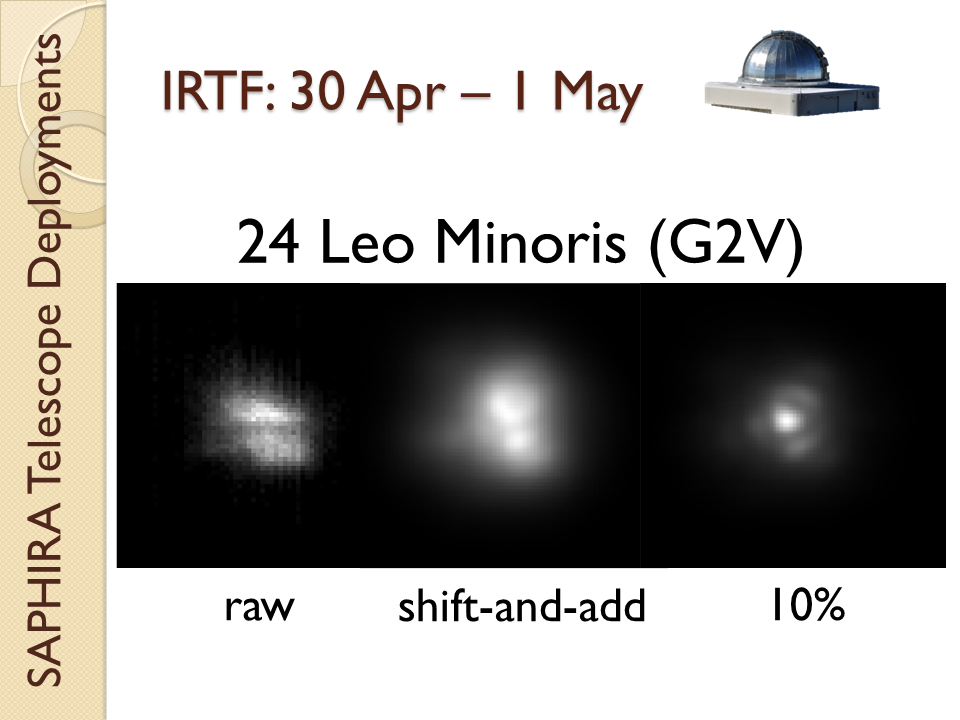 SAPHIRA Telescope Deployments
IRTF: 30 Apr – 1 May
24 Leo Minoris (G2V)
raw
shift-and-add
10%